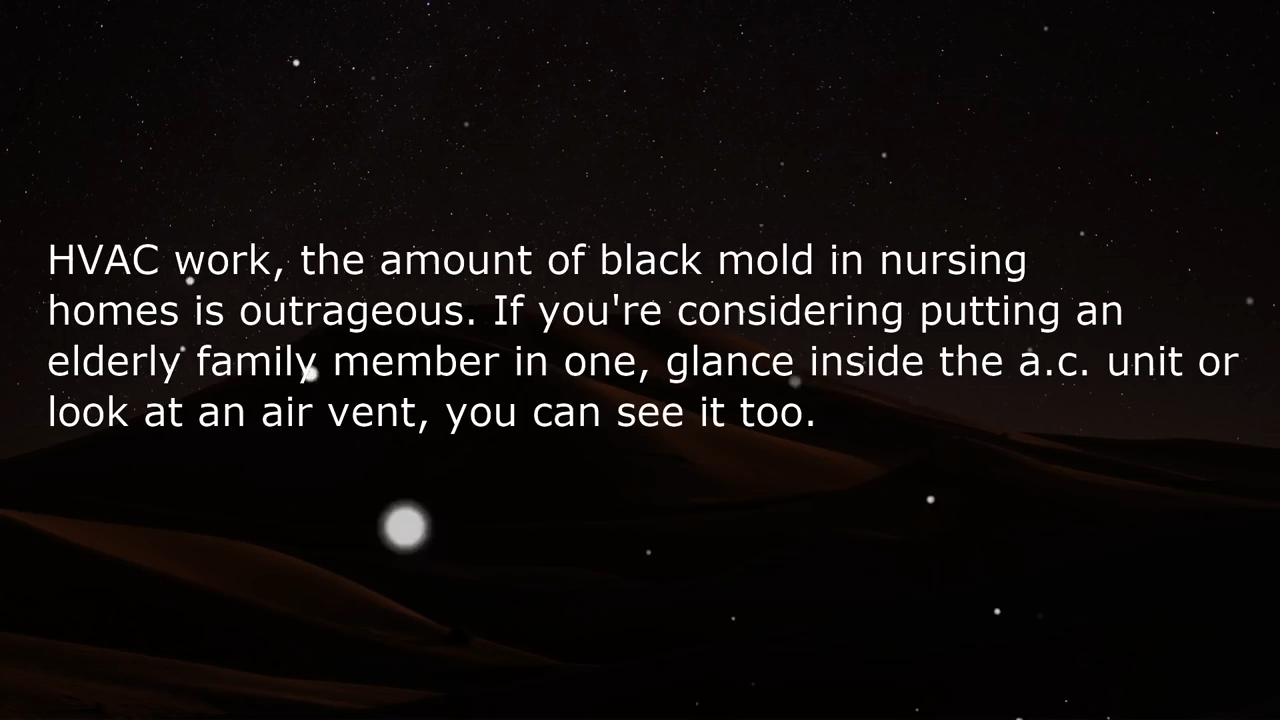 HVAC work, the amount of black mold in nursing
homes is outrageous. If you're considering putting an
elderly family member in one, glance inside the a.c. unit or
look at an air vent, you can see it too.